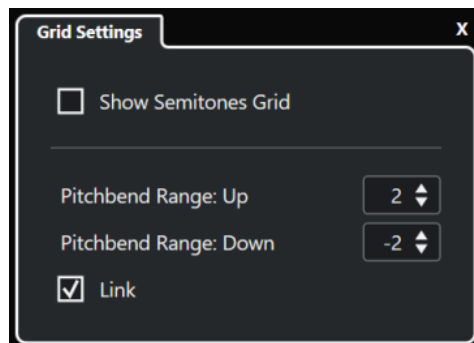 Grid Settings X
Show Semitones Grid
Pitchbend Range: Up 2
Pitchbend Range: Down -2
Link